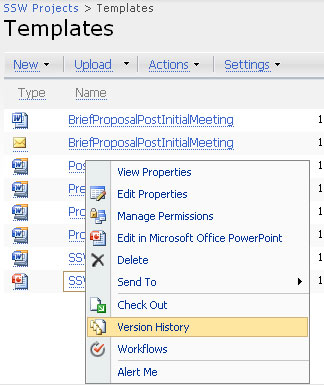 SSW Projects > Templates
Templates
New Upload Actions Settings
Type Name
BriefProposalPostInitialMeeting 1
BriefProposalPostInitialMeeting 1
Pos 1
Pre 1
Pro 1
Pro 1
SSW 1
SS 1
View Properties
Edit Properties
Manage Permissions
Edit in Microsoft Office PowerPoint
Delete
Send To
Check Out
Version History
Workflows
Alert Me